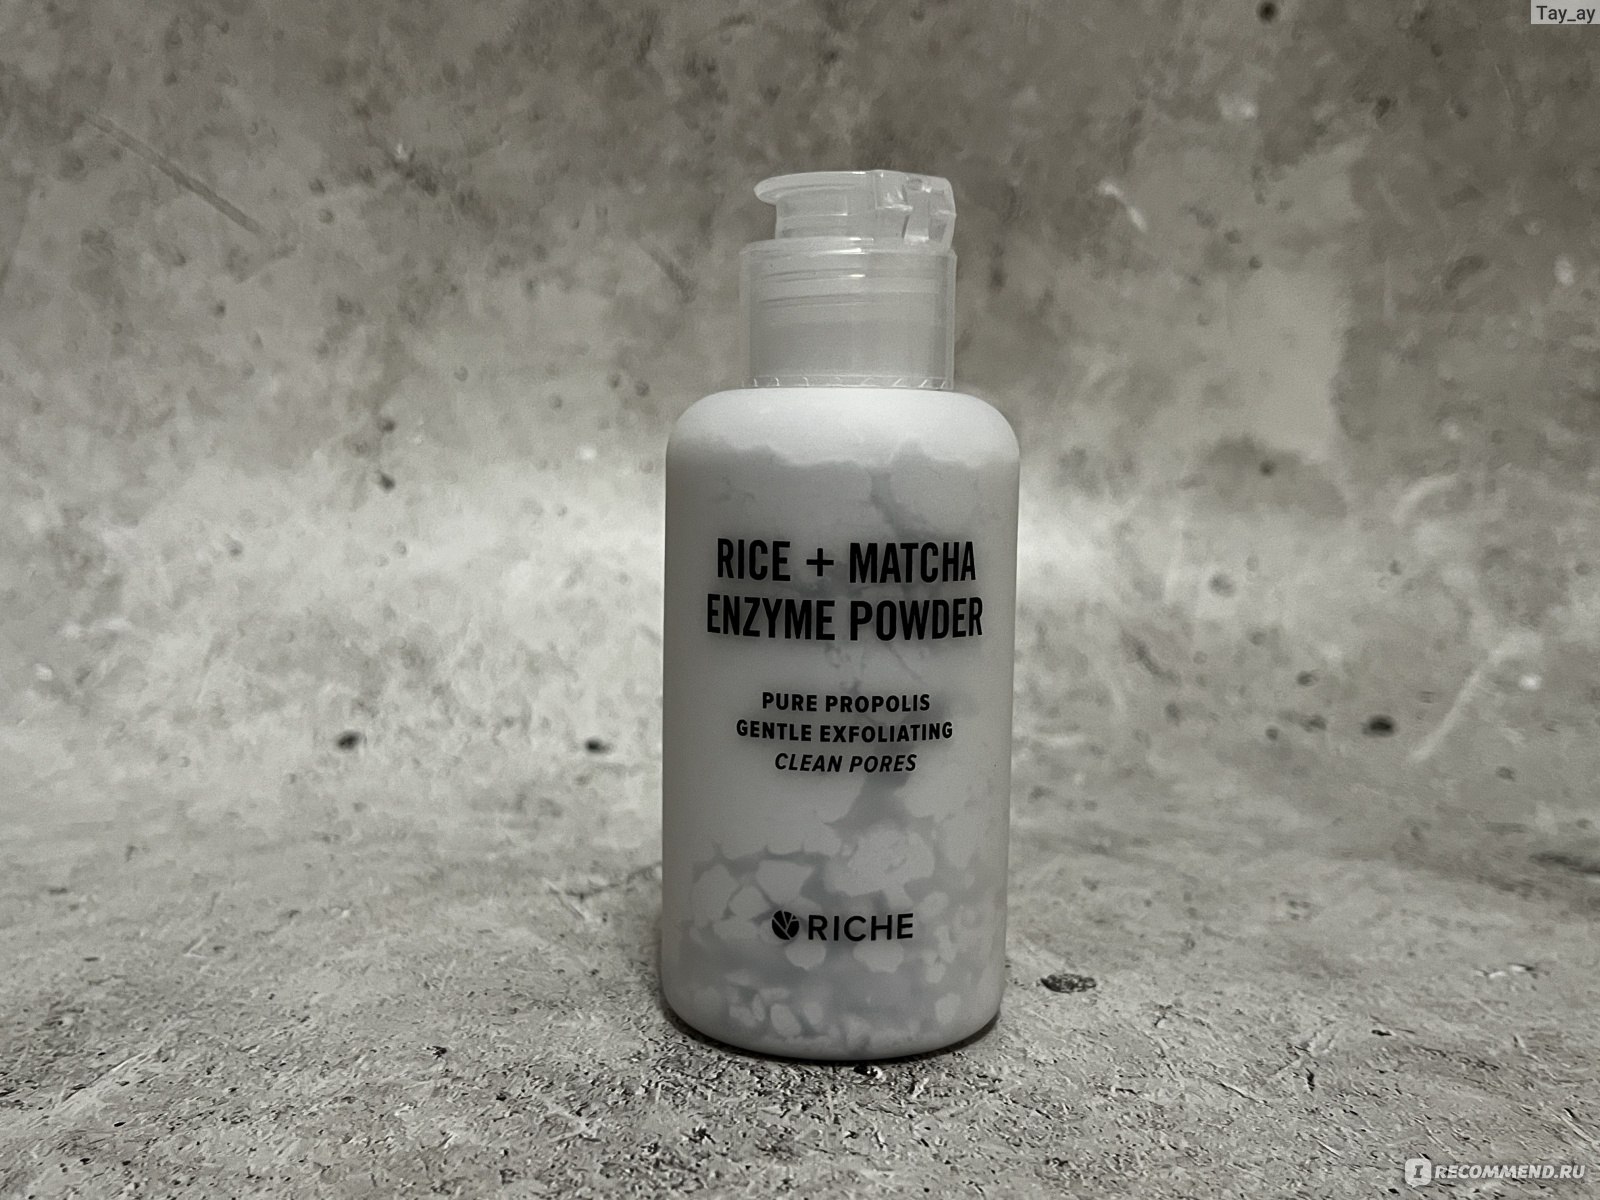 Tay_ay
RICE + MATCHA
ENZYME POWDER
PURE PROPOLIS
GENTLE EXFOLIATING
CLEAN PORES
RICHE
RECOMMEND.RU